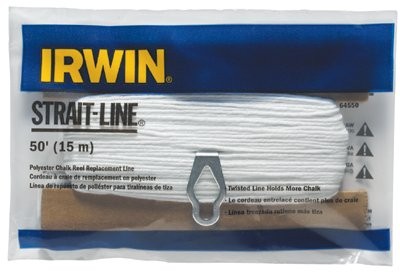 IRWIN®
STRAIT-LINE®
50' (15 m)
Polyester Chalk Reel Replacement Line
Cordeau à craie de remplacement en polyester
Línea de repuesto de poliéster para tiralíneas de tiza
64550
• Twisted Line Holds More Chalk
• Le cordeau entrelacé contient plus de craie
• Línea trenzada retiene más tiza